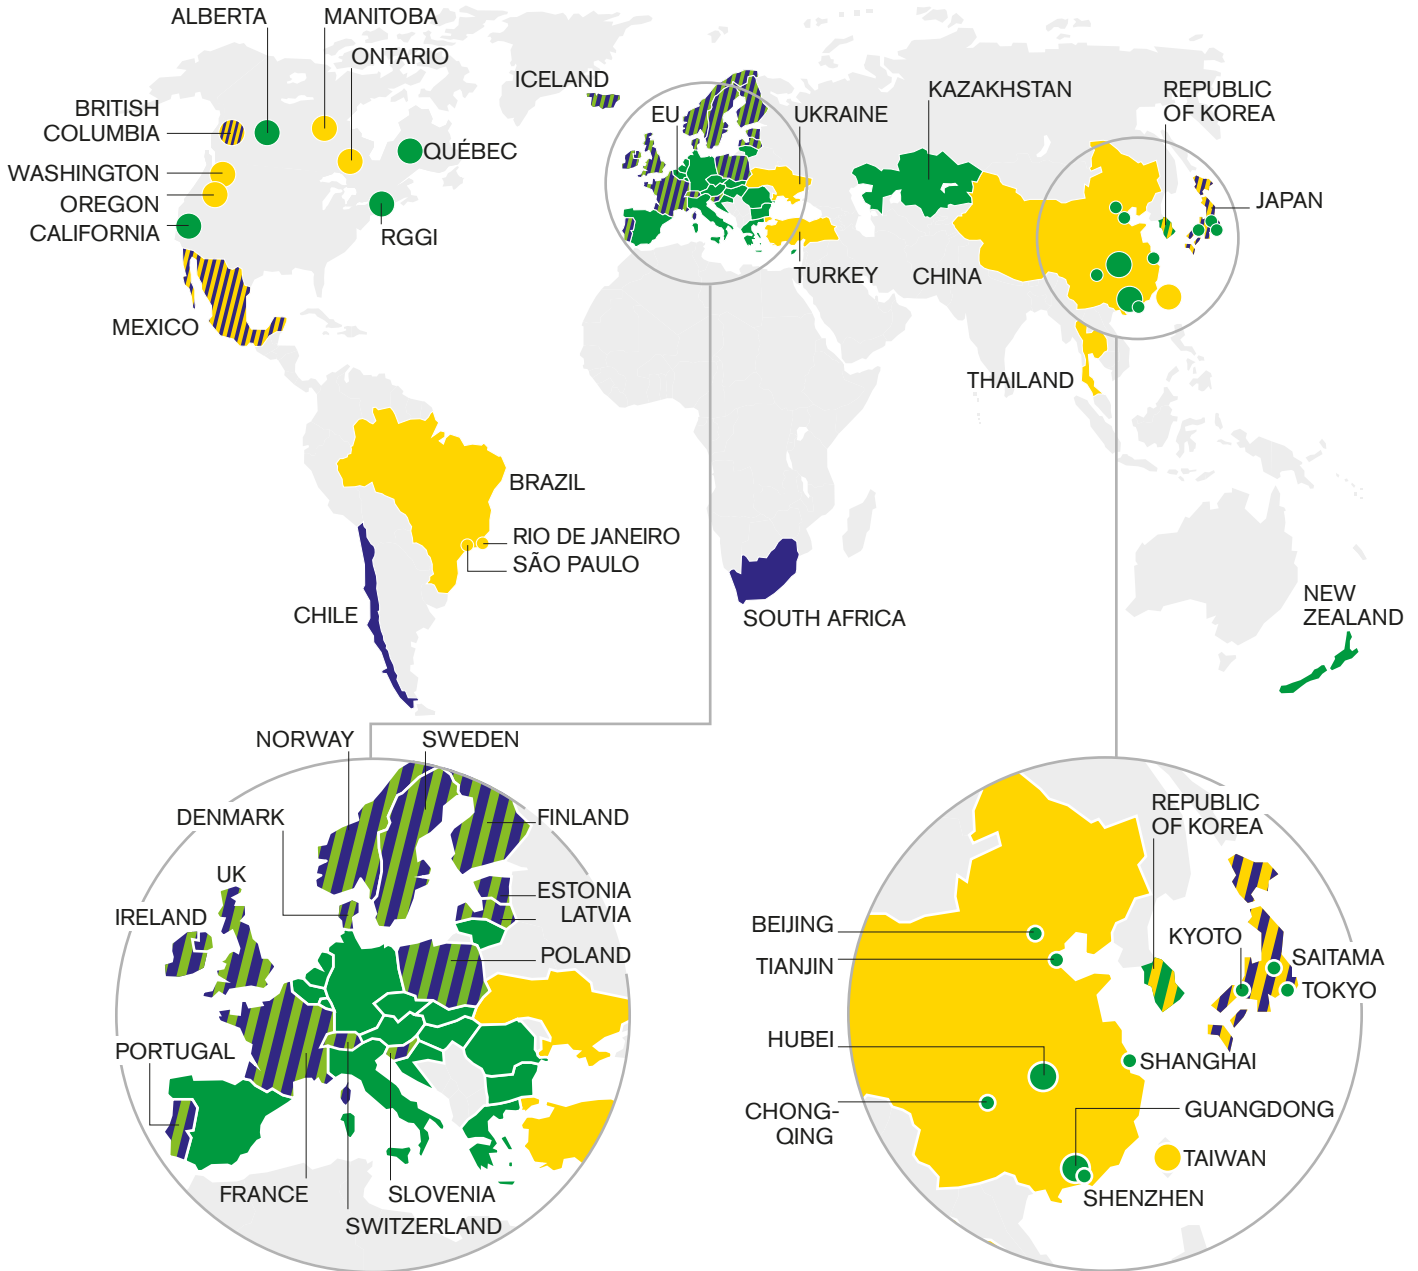 ALBERTA
MANITOBA
ONTARIO
BRITISH
COLUMBIA
QUÉBEC
WASHINGTON
OREGON
CALIFORNIA
RGGI
MEXICO
ICELAND
EU
UKRAINE
KAZAKHSTAN
REPUBLIC
OF KOREA
JAPAN
TURKEY
CHINA
THAILAND
BRAZIL
RIO DE JANEIRO
SÃO PAULO
CHILE
SOUTH AFRICA
NEW
ZEALAND
NORWAY
SWEDEN
DENMARK
FINLAND
UK
IRELAND
ESTONIA
LATVIA
POLAND
PORTUGAL
FRANCE
SLOVENIA
SWITZERLAND
REPUBLIC
OF KOREA
BEIJING
TIANJIN
KYOTO
SAITAMA
TOKYO
HUBEI
SHANGHAI
CHONG-
QING
GUANGDONG
TAIWAN
SHENZHEN